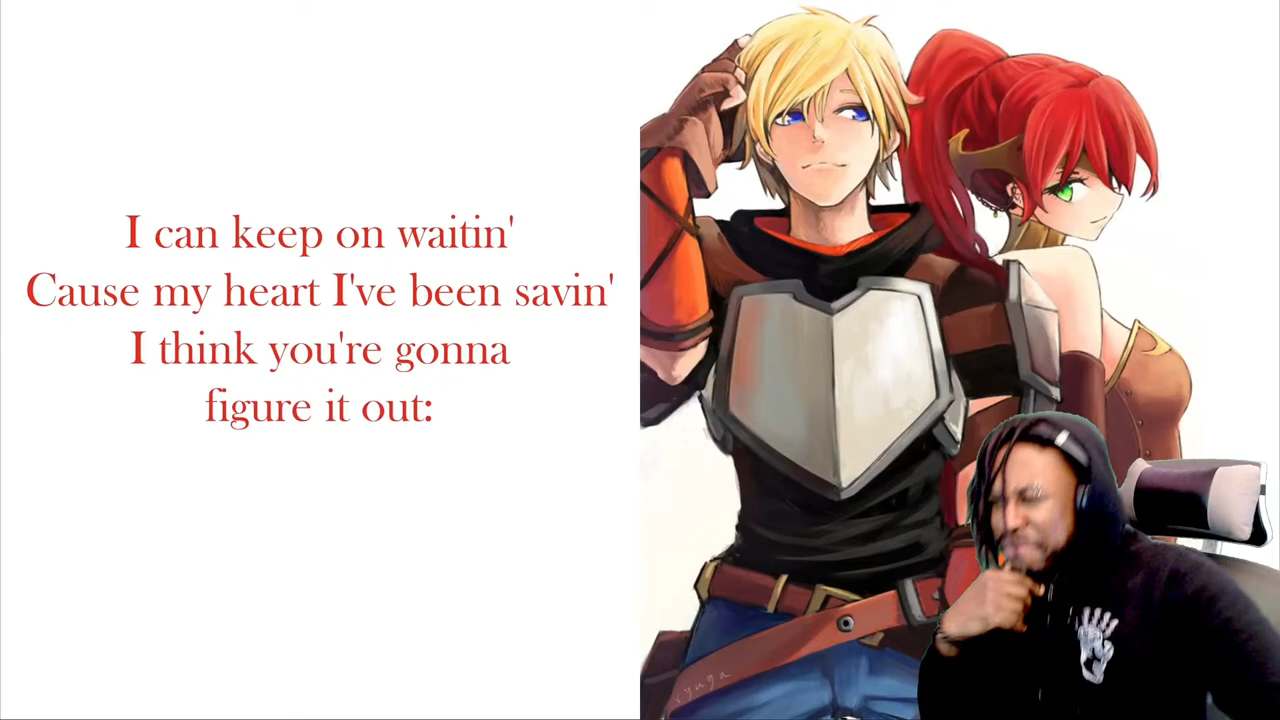 I can keep on waitin'
Cause my heart I've been savin'
I think you're gonna
figure it out: